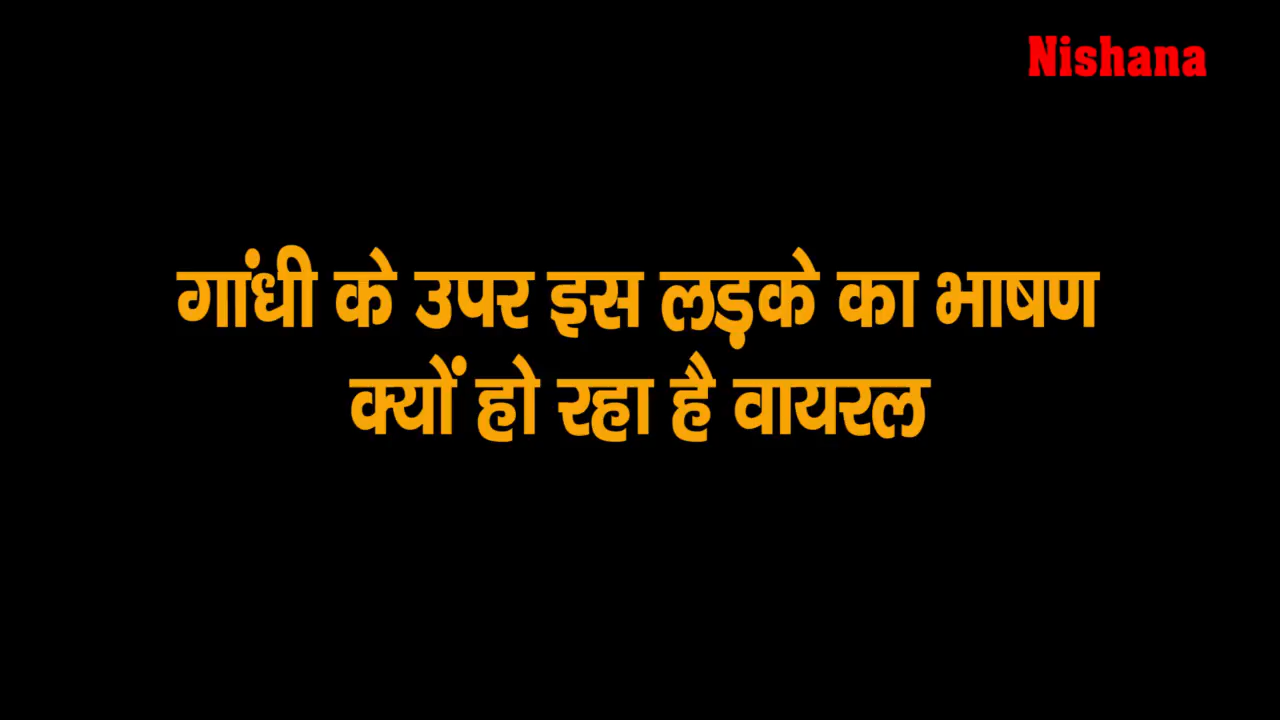 Nishana
गांधी के उपर इस लड़के का भाषण
क्यों हो रहा है वायरल